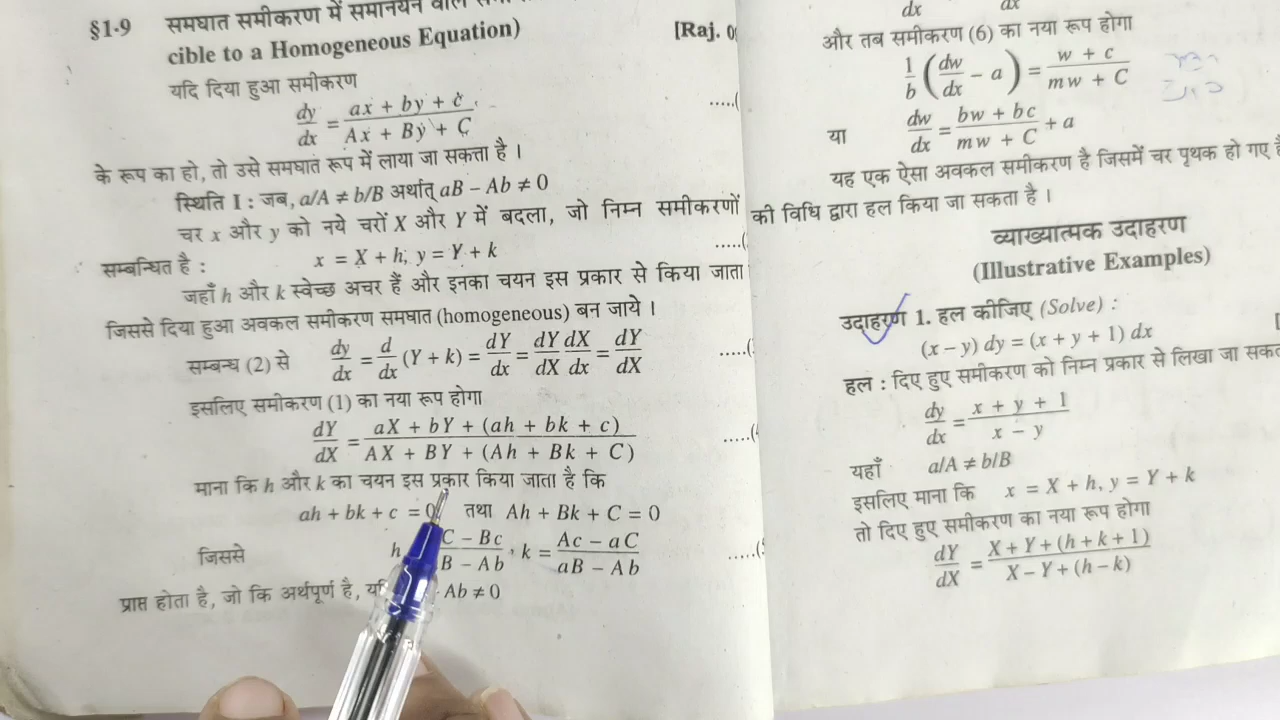 §1·9 समघात समीकरण में समानयन वाले
cible to a Homogeneous Equation) [Raj. 0
यदि दिया हुआ समीकरण
dy/dx = (ax + by + c)/(Ax + By + C) .....(
के रूप का हो, तो उसे समघात रूप में लाया जा सकता है ।
स्थिति I : जब, a/A ≠ b/B अर्थात् aB – Ab ≠ 0
चर x और y को नये चरों X और Y में बदला, जो निम्न समीकरणों
सम्बन्धित है : x = X + h, y = Y + k .....(
जहाँ h और k स्वेच्छ अचर हैं और इनका चयन इस प्रकार से किया जाता
जिससे दिया हुआ अवकल समीकरण समघात (homogeneous) बन जाये ।
सम्बन्ध (2) से dy/dx = d/dx (Y + k) = dY/dx = dY/dX dX/dx = dY/dX .....(
इसलिए समीकरण (1) का नया रूप होगा
dY/dX = (aX + bY + (ah + bk + c))/(AX + BY + (Ah + Bk + C)) .....(
माना कि h और k का चयन इस प्रकार किया जाता है कि
ah + bk + c = 0 तथा Ah + Bk + C = 0
जिससे h C – Bc/B – Ab , k = (Ac – aC)/(aB – Ab) .....(
प्राप्त होता है, जो कि अर्थपूर्ण है, Ab ≠ 0
dx dx
और तब समीकरण (6) का नया रूप होगा
1/b (dw/dx – a) = (w + c)/(mw + C)
या dw/dx = (bw + bc)/(mw + C) + a
यह एक ऐसा अवकल समीकरण है जिसमें चर पृथक हो गए
की विधि द्वारा हल किया जा सकता है ।
व्याख्यात्मक उदाहरण
(Illustrative Examples)
उदाहरण 1. हल कीजिए (Solve) : [
(x – y) dy = (x + y + 1) dx
हल : दिए हुए समीकरण को निम्न प्रकार से लिखा जा
dy/dx = (x + y + 1)/(x – y)
यहाँ a/A ≠ b/B
इसलिए माना कि x = X + h, y = Y + k
तो दिए हुए समीकरण का नया रूप होगा
dY/dX = (X + Y + (h + k + 1))/(X – Y + (h – k))